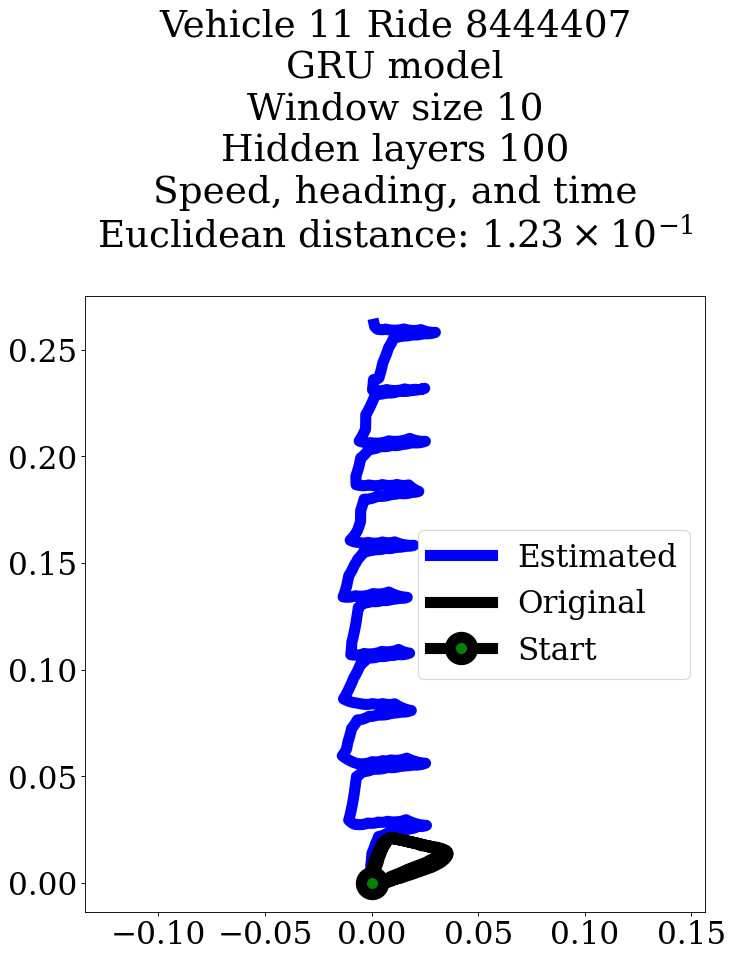 Vehicle 11 Ride 8444407
GRU model
Window size 10
Hidden layers 100
Speed, heading, and time
Euclidean distance: 1.23 × 10⁻¹
0.25
0.20
0.15
0.10
0.05
0.00
Estimated
Original
Start
−0.10 −0.05 0.00 0.05 0.10 0.15